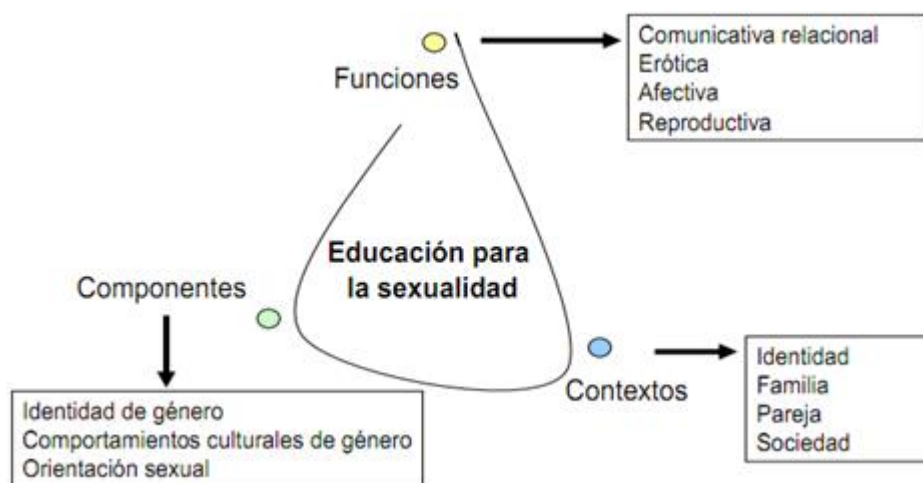 Funciones
Comunicativa relacional
Erótica
Afectiva
Reproductiva
Educación para
la sexualidad
Componentes
Identidad de género
Comportamientos culturales de género
Orientación sexual
Contextos
Identidad
Familia
Pareja
Sociedad